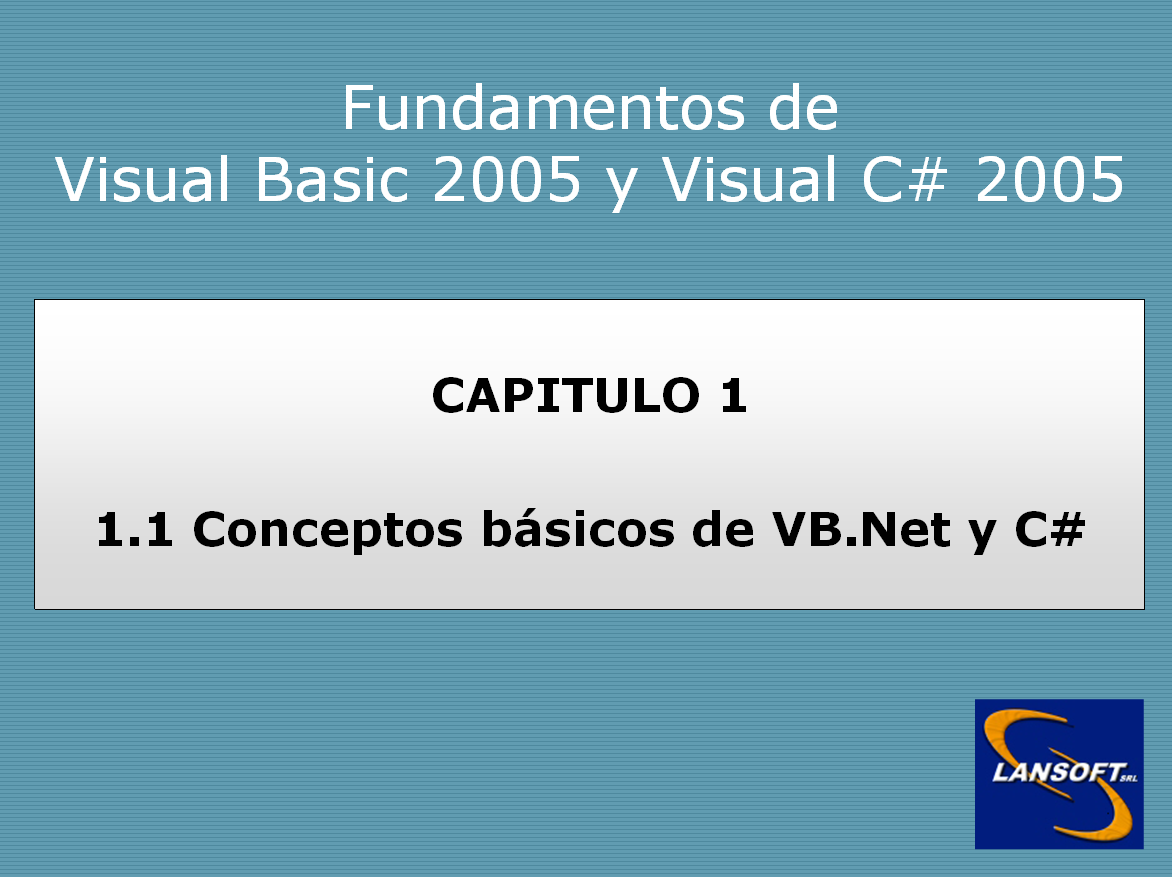 Fundamentos de
Visual Basic 2005 y Visual C# 2005
CAPITULO 1
1.1 Conceptos básicos de VB.Net y C#
LANSOFT SRL